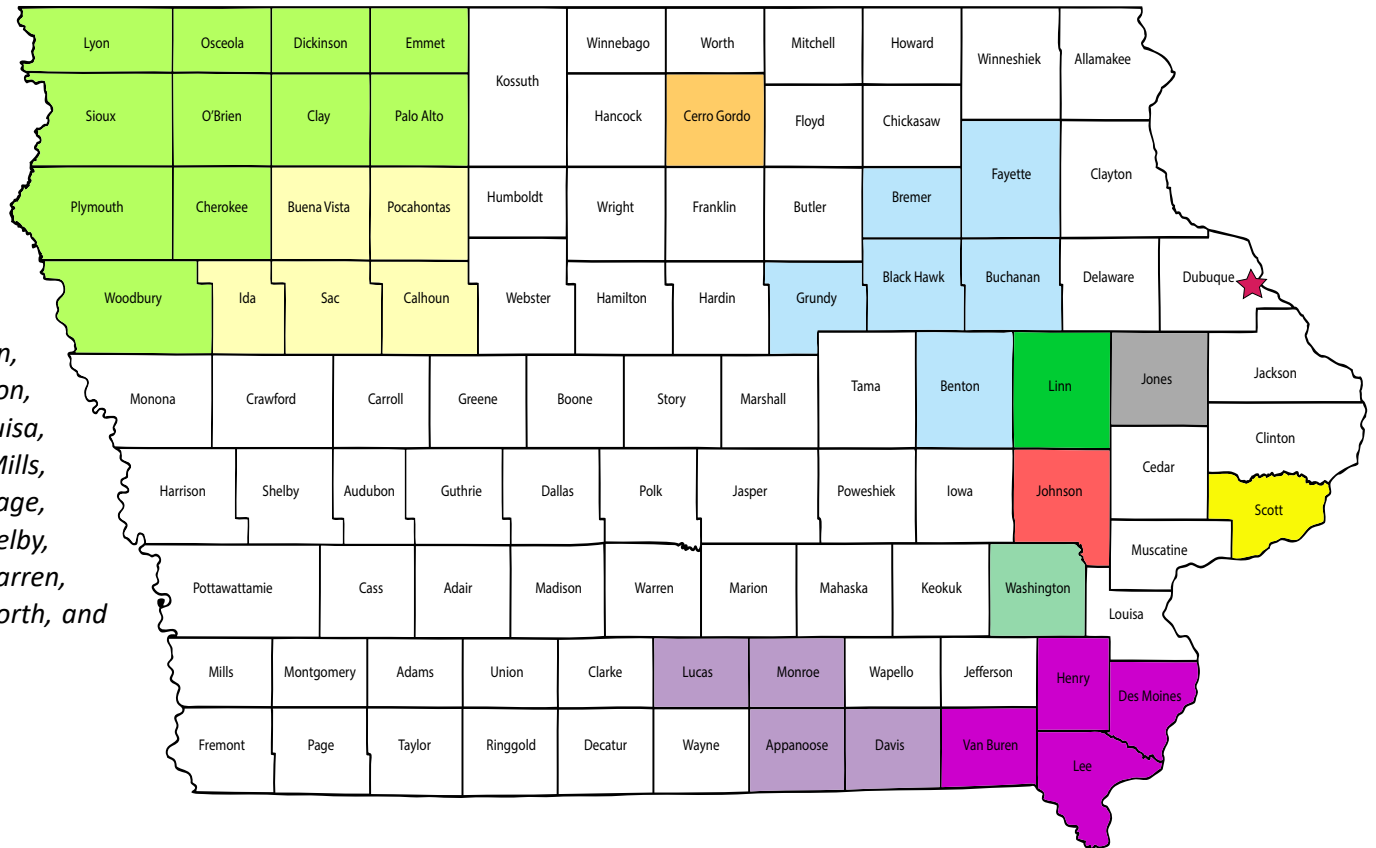 Lyon Osceola Dickinson Emmet Winnebago Worth Mitchell Howard
Kossuth Winneshiek Allamakee
Sioux O'Brien Clay Palo Alto Hancock Cerro Gordo Floyd Chickasaw
Plymouth Cherokee Buena Vista Pocahontas Humboldt Wright Franklin Butler Bremer Fayette Clayton
Woodbury Ida Sac Calhoun Webster Hamilton Hardin Grundy Black Hawk Buchanan Delaware Dubuque
n,
on,
uisa,
Mills,
age,
elby,
arren,
orth, and
Monona Crawford Carroll Greene Boone Story Marshall Tama Benton Linn Jones Jackson
Clinton
Harrison Shelby Audubon Guthrie Dallas Polk Jasper Poweshiek Iowa Johnson Cedar Scott
Muscatine
Pottawattamie Cass Adair Madison Warren Marion Mahaska Keokuk Washington Louisa
Mills Montgomery Adams Union Clarke Lucas Monroe Wapello Jefferson Henry Des Moines
Fremont Page Taylor Ringgold Decatur Wayne Appanoose Davis Van Buren Lee